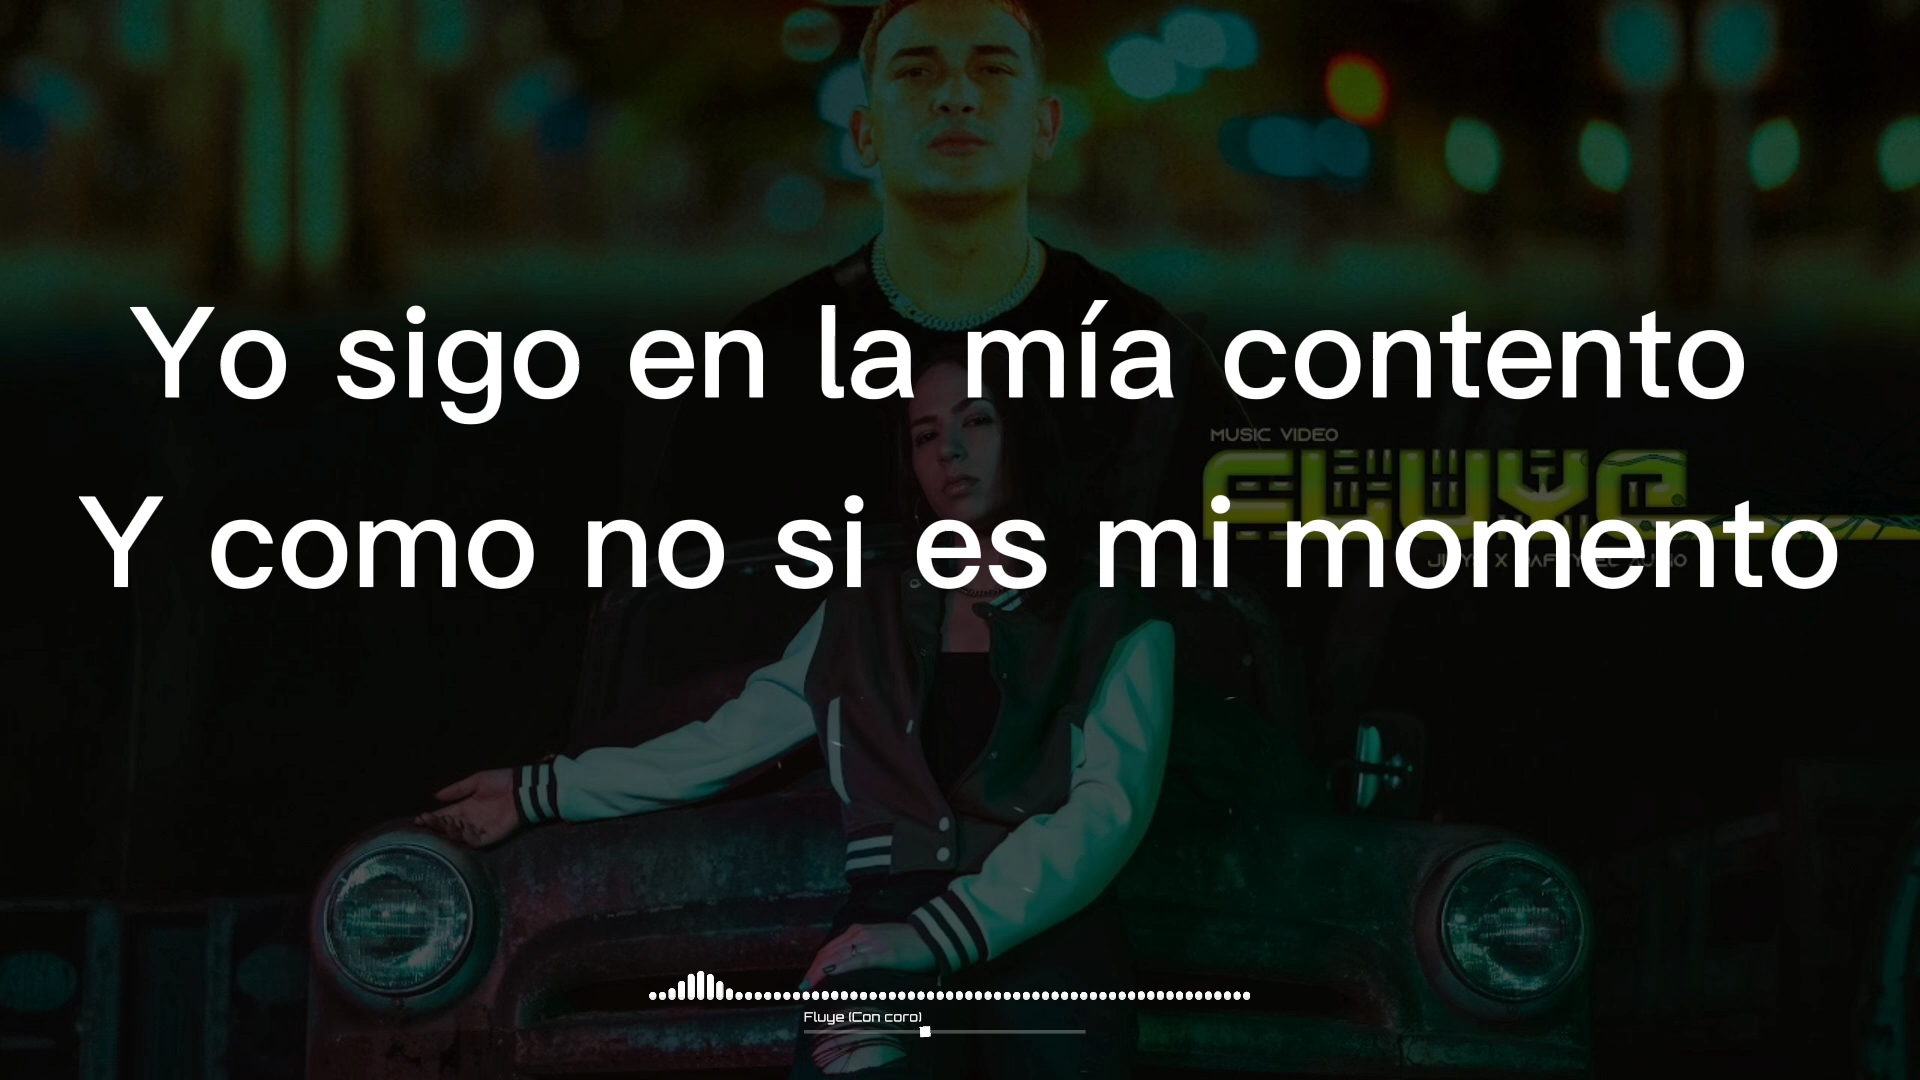 Yo sigo en la mía contento
MUSIC VIDEO
FLUYE
Y como no si es mi momento
X
Fluye (Con coro)